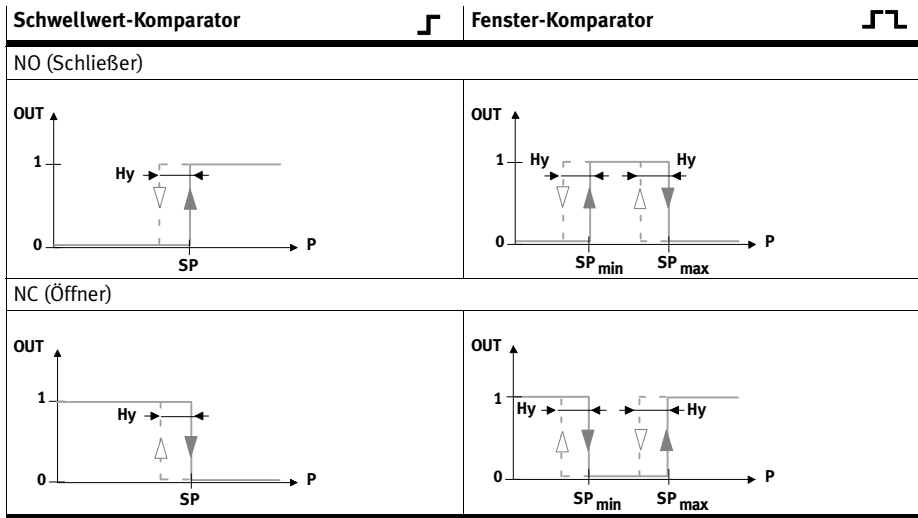 Schwellwert-Komparator
Fenster-Komparator
NO (Schließer)
OUT
1
Hy
0
P
SP
OUT
1
Hy
Hy
0
P
SP min
SP max
NC (Öffner)
OUT
1
Hy
0
P
SP
OUT
1
Hy
Hy
0
P
SP min
SP max